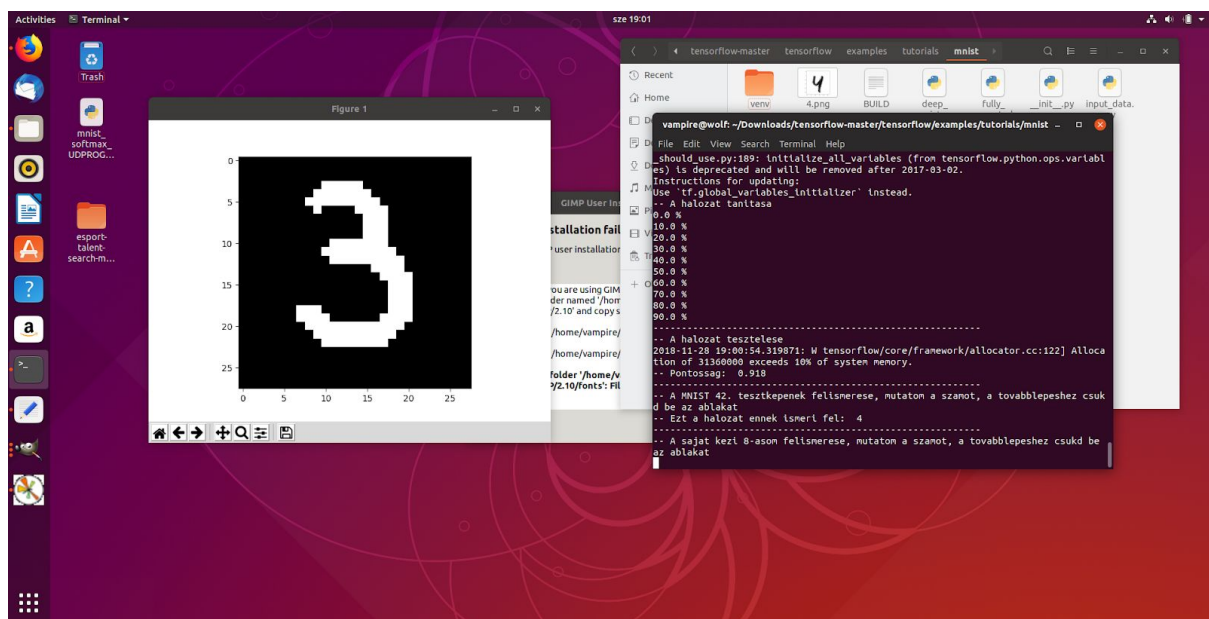 Activities
Terminal
sze 19:01
Trash
mnist_
softmax_
UDPROG...
esport-
talent-
search-m...
Figure 1
0
5
10
15
20
25
0
5
10
15
20
25
GIMP User Ins
stallation fail
user installation
ou are using GIM
der named '/hom
/2.10' and copy s
/home/vampire/
/home/vampire/
folder '/home/v
P/2.10/fonts': Fil
tensorflow-master tensorflow examples tutorials mnist
Recent
Home
venv
4.png
BUILD
deep_
fully_
__init__.py
input_data.
vampire@wolf: ~/Downloads/tensorflow-master/tensorflow/examples/tutorials/mnist
File Edit View Search Terminal Help
_should_use.py:189: initialize_all_variables (from tensorflow.python.ops.variabl
es) is deprecated and will be removed after 2017-03-02.
Instructions for updating:
Use `tf.global_variables_initializer` instead.
-- A halozat tanitasa
0.0 %
10.0 %
20.0 %
30.0 %
40.0 %
50.0 %
60.0 %
70.0 %
80.0 %
90.0 %
----------------------------------------------------------
-- A halozat tesztelese
2018-11-28 19:00:54.319871: W tensorflow/core/framework/allocator.cc:122] Alloca
tion of 31360000 exceeds 10% of system memory.
-- Pontossag:  0.918
----------------------------------------------------------
-- A MNIST 42. tesztkepenek felismerese, mutatom a szamot, a tovabblepeshez csuk
d be az ablakat
-- Ezt a halozat ennek ismeri fel:  4
----------------------------------------------------------
-- A sajat kezi 8-asom felismerese, mutatom a szamot, a tovabblepeshez csukd be
az ablakat